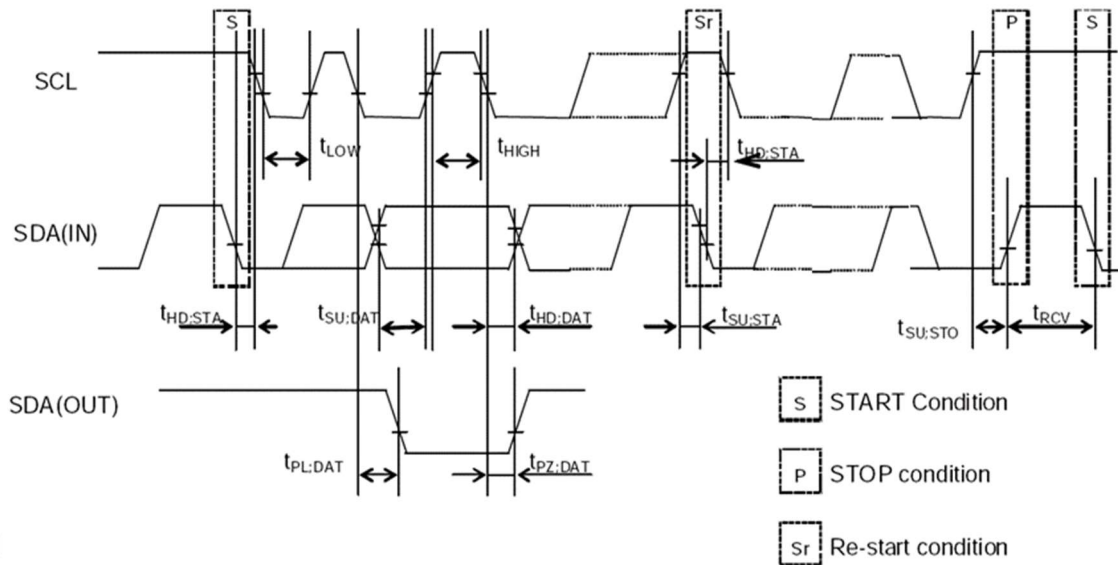 S
Sr
P
S
SCL
tLOW
tHIGH
tHD;STA
SDA(IN)
tHD;STA
tSU;DAT
tHD;DAT
tSU;STA
tSU;STO
tRCV
SDA(OUT)
tPL;DAT
tPZ;DAT
S START Condition
P STOP condition
Sr Re-start condition